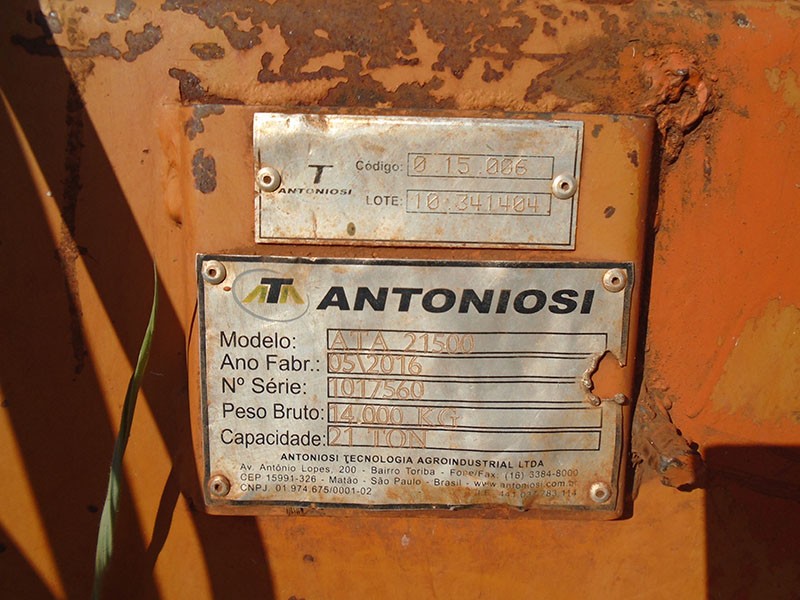 T
ANTONIOSI
Código: 0.15.006
LOTE: 10.341404
ANTONIOSI
Modelo: ATA 21500
Ano Fabr.: 05\2016
Nº Série: 101/560
Peso Bruto: 14.000 KG
Capacidade: 21 TON
ANTONIOSI TECNOLOGIA AGROINDUSTRIAL LTDA
Av. Antônio Lopes, 200 - Bairro Toriba - Fone/Fax: (16) 3384-8000
CEP 15991-326 - Matão - São Paulo - Brasil - www.antoniosi.com.br
CNPJ. 01.974.675/0001-02